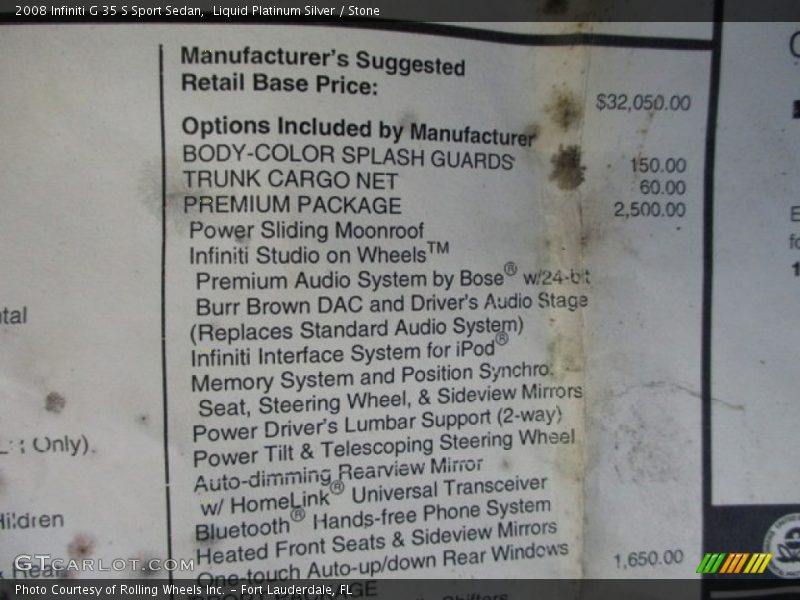 2008 Infiniti G 35 S Sport Sedan,  Liquid Platinum Silver / Stone
Manufacturer's Suggested
Retail Base Price:
$32,050.00
Options Included by Manufacturer
BODY-COLOR SPLASH GUARDS 150.00
TRUNK CARGO NET 60.00
PREMIUM PACKAGE 2,500.00
Power Sliding Moonroof
Infiniti Studio on Wheels™
Premium Audio System by Bose® w/24-bit
Burr Brown DAC and Driver's Audio Stage
(Replaces Standard Audio System)
Infiniti Interface System for iPod®
Memory System and Position Synchro:
Seat, Steering Wheel, & Sideview Mirrors
Power Driver's Lumbar Support (2-way)
Power Tilt & Telescoping Steering Wheel
Auto-dimming Rearview Mirror
w/ HomeLink® Universal Transceiver
Bluetooth® Hands-free Phone System
Heated Front Seats & Sideview Mirrors
One-touch Auto-up/down Rear Windows
1,650.00
Only).
Rear
GTCarLot.com
Photo Courtesy of Rolling Wheels Inc. – Fort Lauderdale, FL